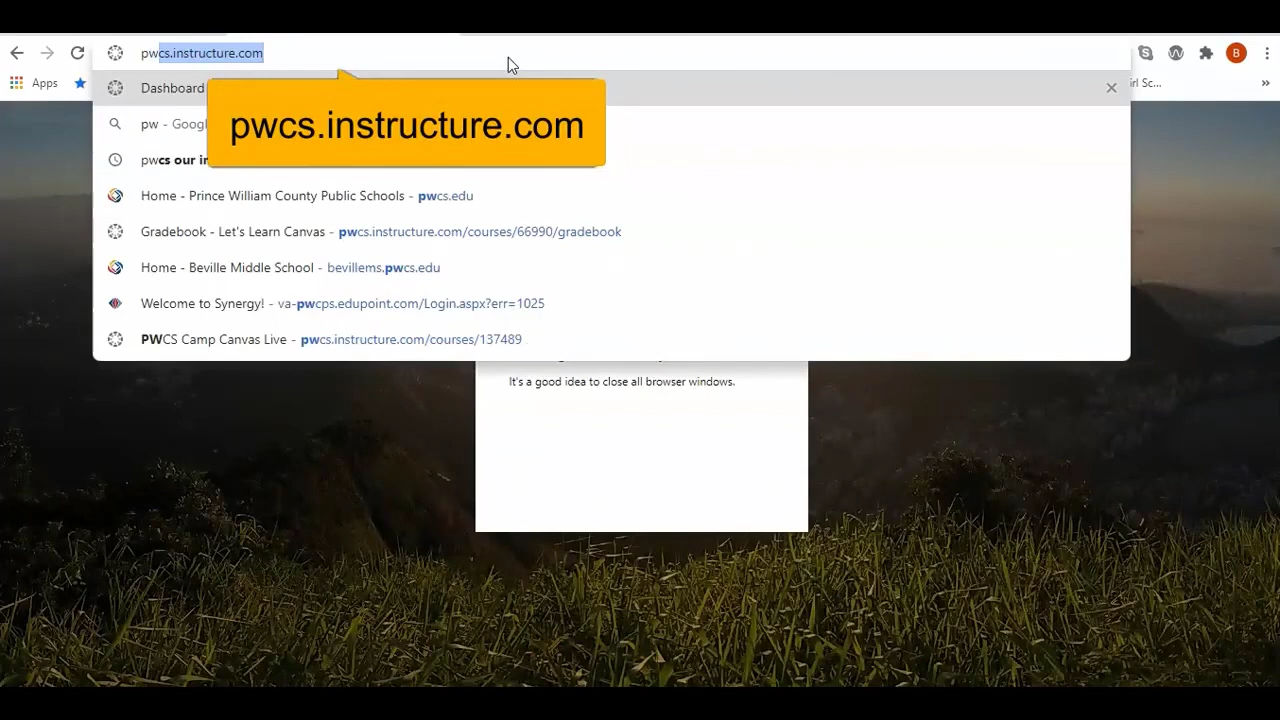 pwcs.instructure.com
B
Apps
Sc...
»
Dashboard
pwcs.instructure.com
pw - Goog
pwcs our
Home - Prince William County Public Schools - pwcs.edu
Gradebook - Let's Learn Canvas - pwcs.instructure.com/courses/66990/gradebook
Home - Beville Middle School - bevillems.pwcs.edu
Welcome to Synergy! - va-pwcps.edupoint.com/Login.aspx?err=1025
PWCS Camp Canvas Live - pwcs.instructure.com/courses/137489
It's a good idea to close all browser windows.